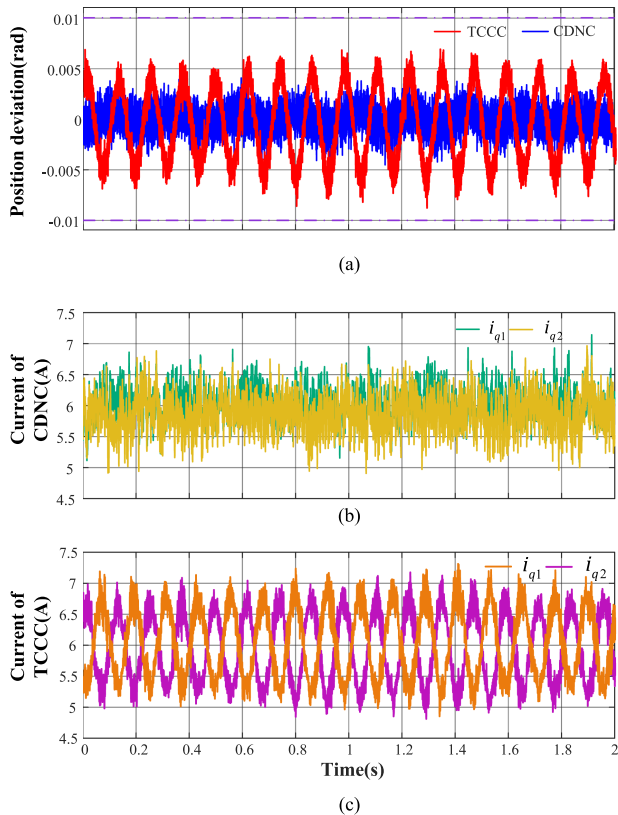 0.01
0.005
0
-0.005
-0.01
Position deviation(rad)
TCCC CDNC
(a)
7.5
7
6.5
6
5.5
5
4.5
Current of
CDNC(A)
iq1 iq2
(b)
7.5
7
6.5
6
5.5
5
4.5
Current of
TCCC(A)
iq1 iq2
0 0.2 0.4 0.6 0.8 1 1.2 1.4 1.6 1.8 2
Time(s)
(c)